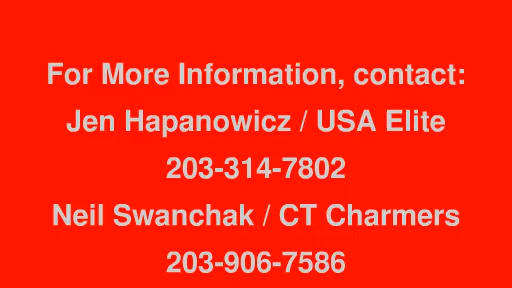 For More Information, contact:
Jen Hapanowicz / USA Elite
203-314-7802
Neil Swanchak / CT Charmers
203-906-7586